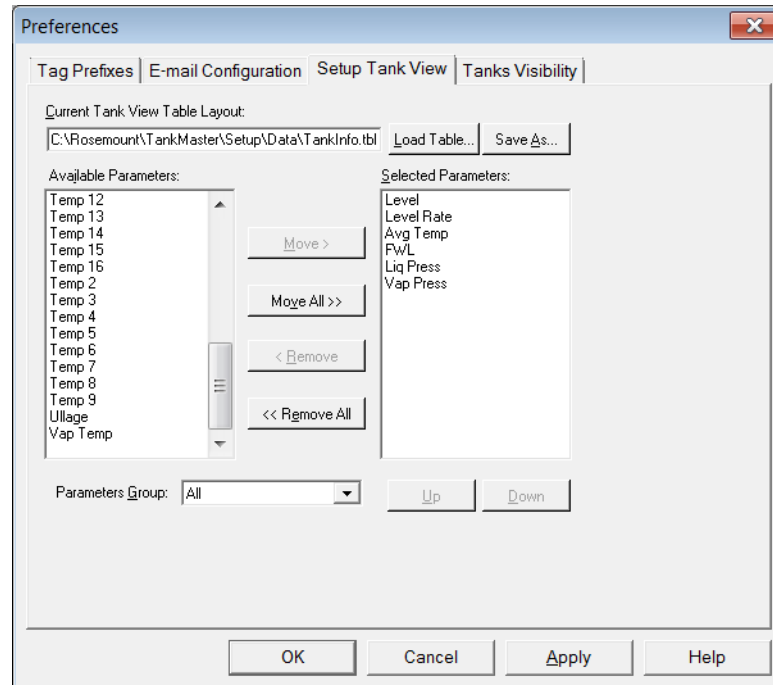 Preferences
Tag Prefixes
E-mail Configuration
Setup Tank View
Tanks Visibility
Current Tank View Table Layout:
C:\Rosemount\TankMaster\Setup\Data\TankInfo.tbl
Load Table...
Save As...
Available Parameters:
Temp 12
Temp 13
Temp 14
Temp 15
Temp 16
Temp 2
Temp 3
Temp 4
Temp 5
Temp 6
Temp 7
Temp 8
Temp 9
Ullage
Vap Temp
Move >
Move All >>
< Remove
<< Remove All
Selected Parameters:
Level
Level Rate
Avg Temp
FWL
Liq Press
Vap Press
Parameters Group:
All
Up
Down
OK
Cancel
Apply
Help